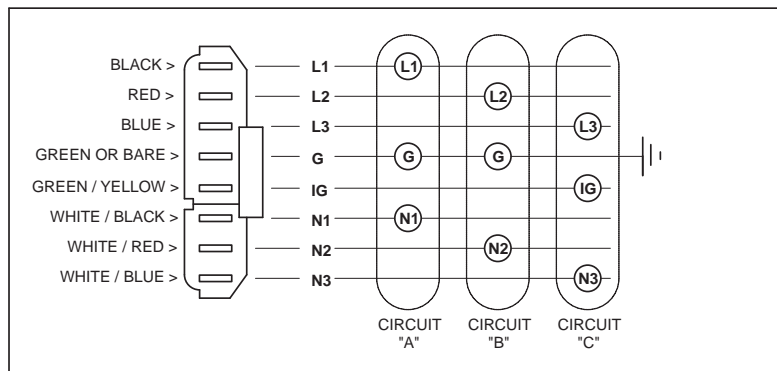 BLACK > L1 L1
RED > L2 L2
BLUE > L3 L3
GREEN OR BARE > G G G
GREEN / YELLOW > IG IG
WHITE / BLACK > N1 N1
WHITE / RED > N2 N2
WHITE / BLUE > N3 N3
CIRCUIT "A"
CIRCUIT "B"
CIRCUIT "C"